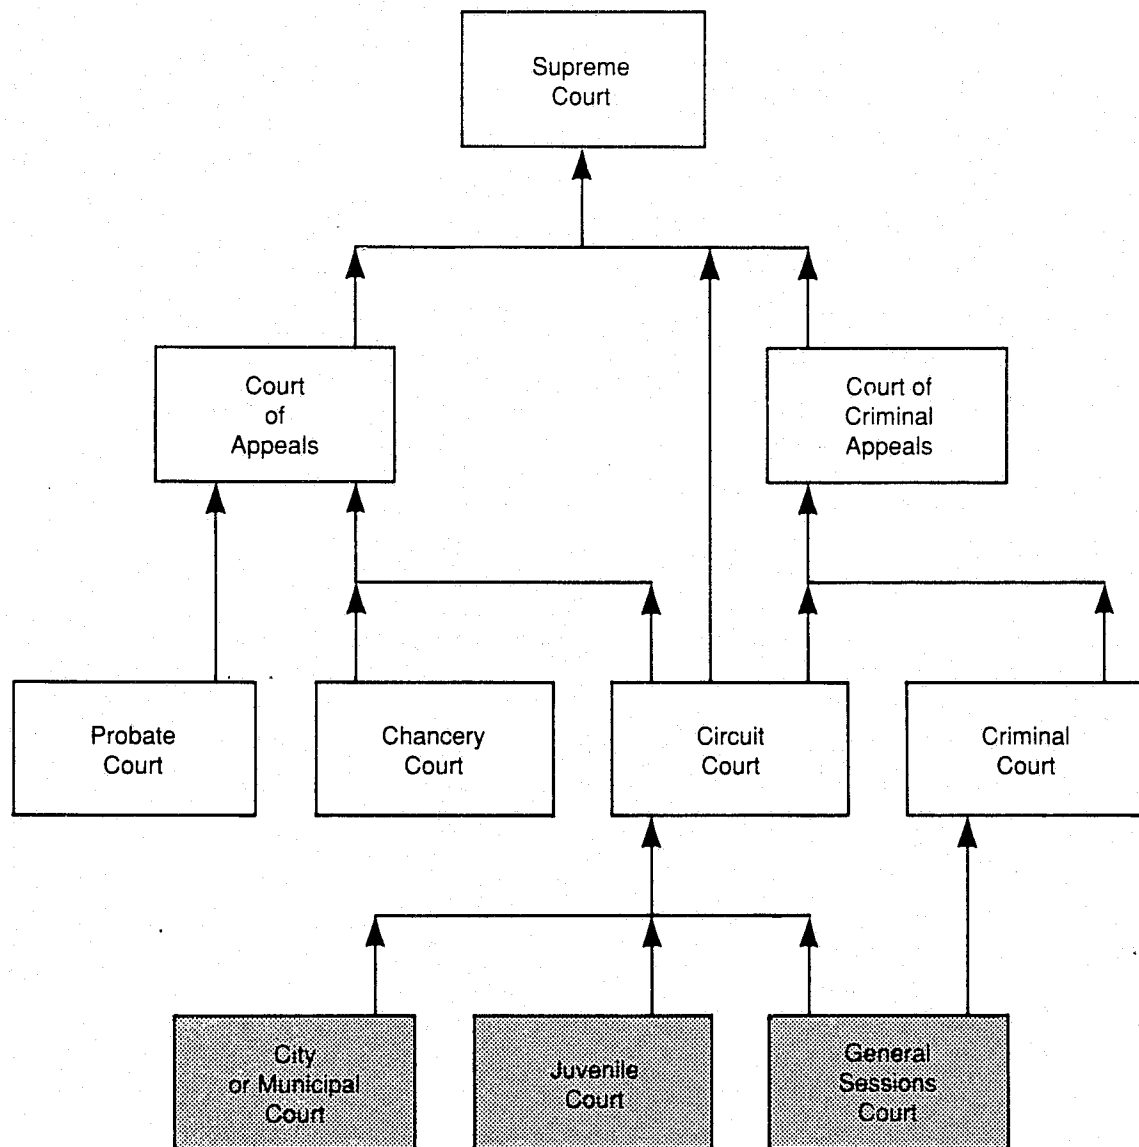 Supreme
Court
Court
of
Appeals
Court of
Criminal
Appeals
Probate
Court
Chancery
Court
Circuit
Court
Criminal
Court
City
or Municipal
Court
Juvenile
Court
General
Sessions
Court